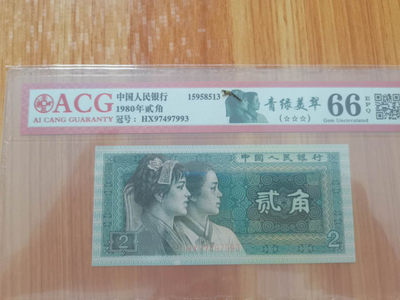 ACG
AI CANG GUARANTY
中国人民银行
1980年贰角
冠号： HX97497993
15958513
青绿美翠
(☆☆☆)
66
EPQ
Gem Uncirculated
中国人民银行
贰角
2
2